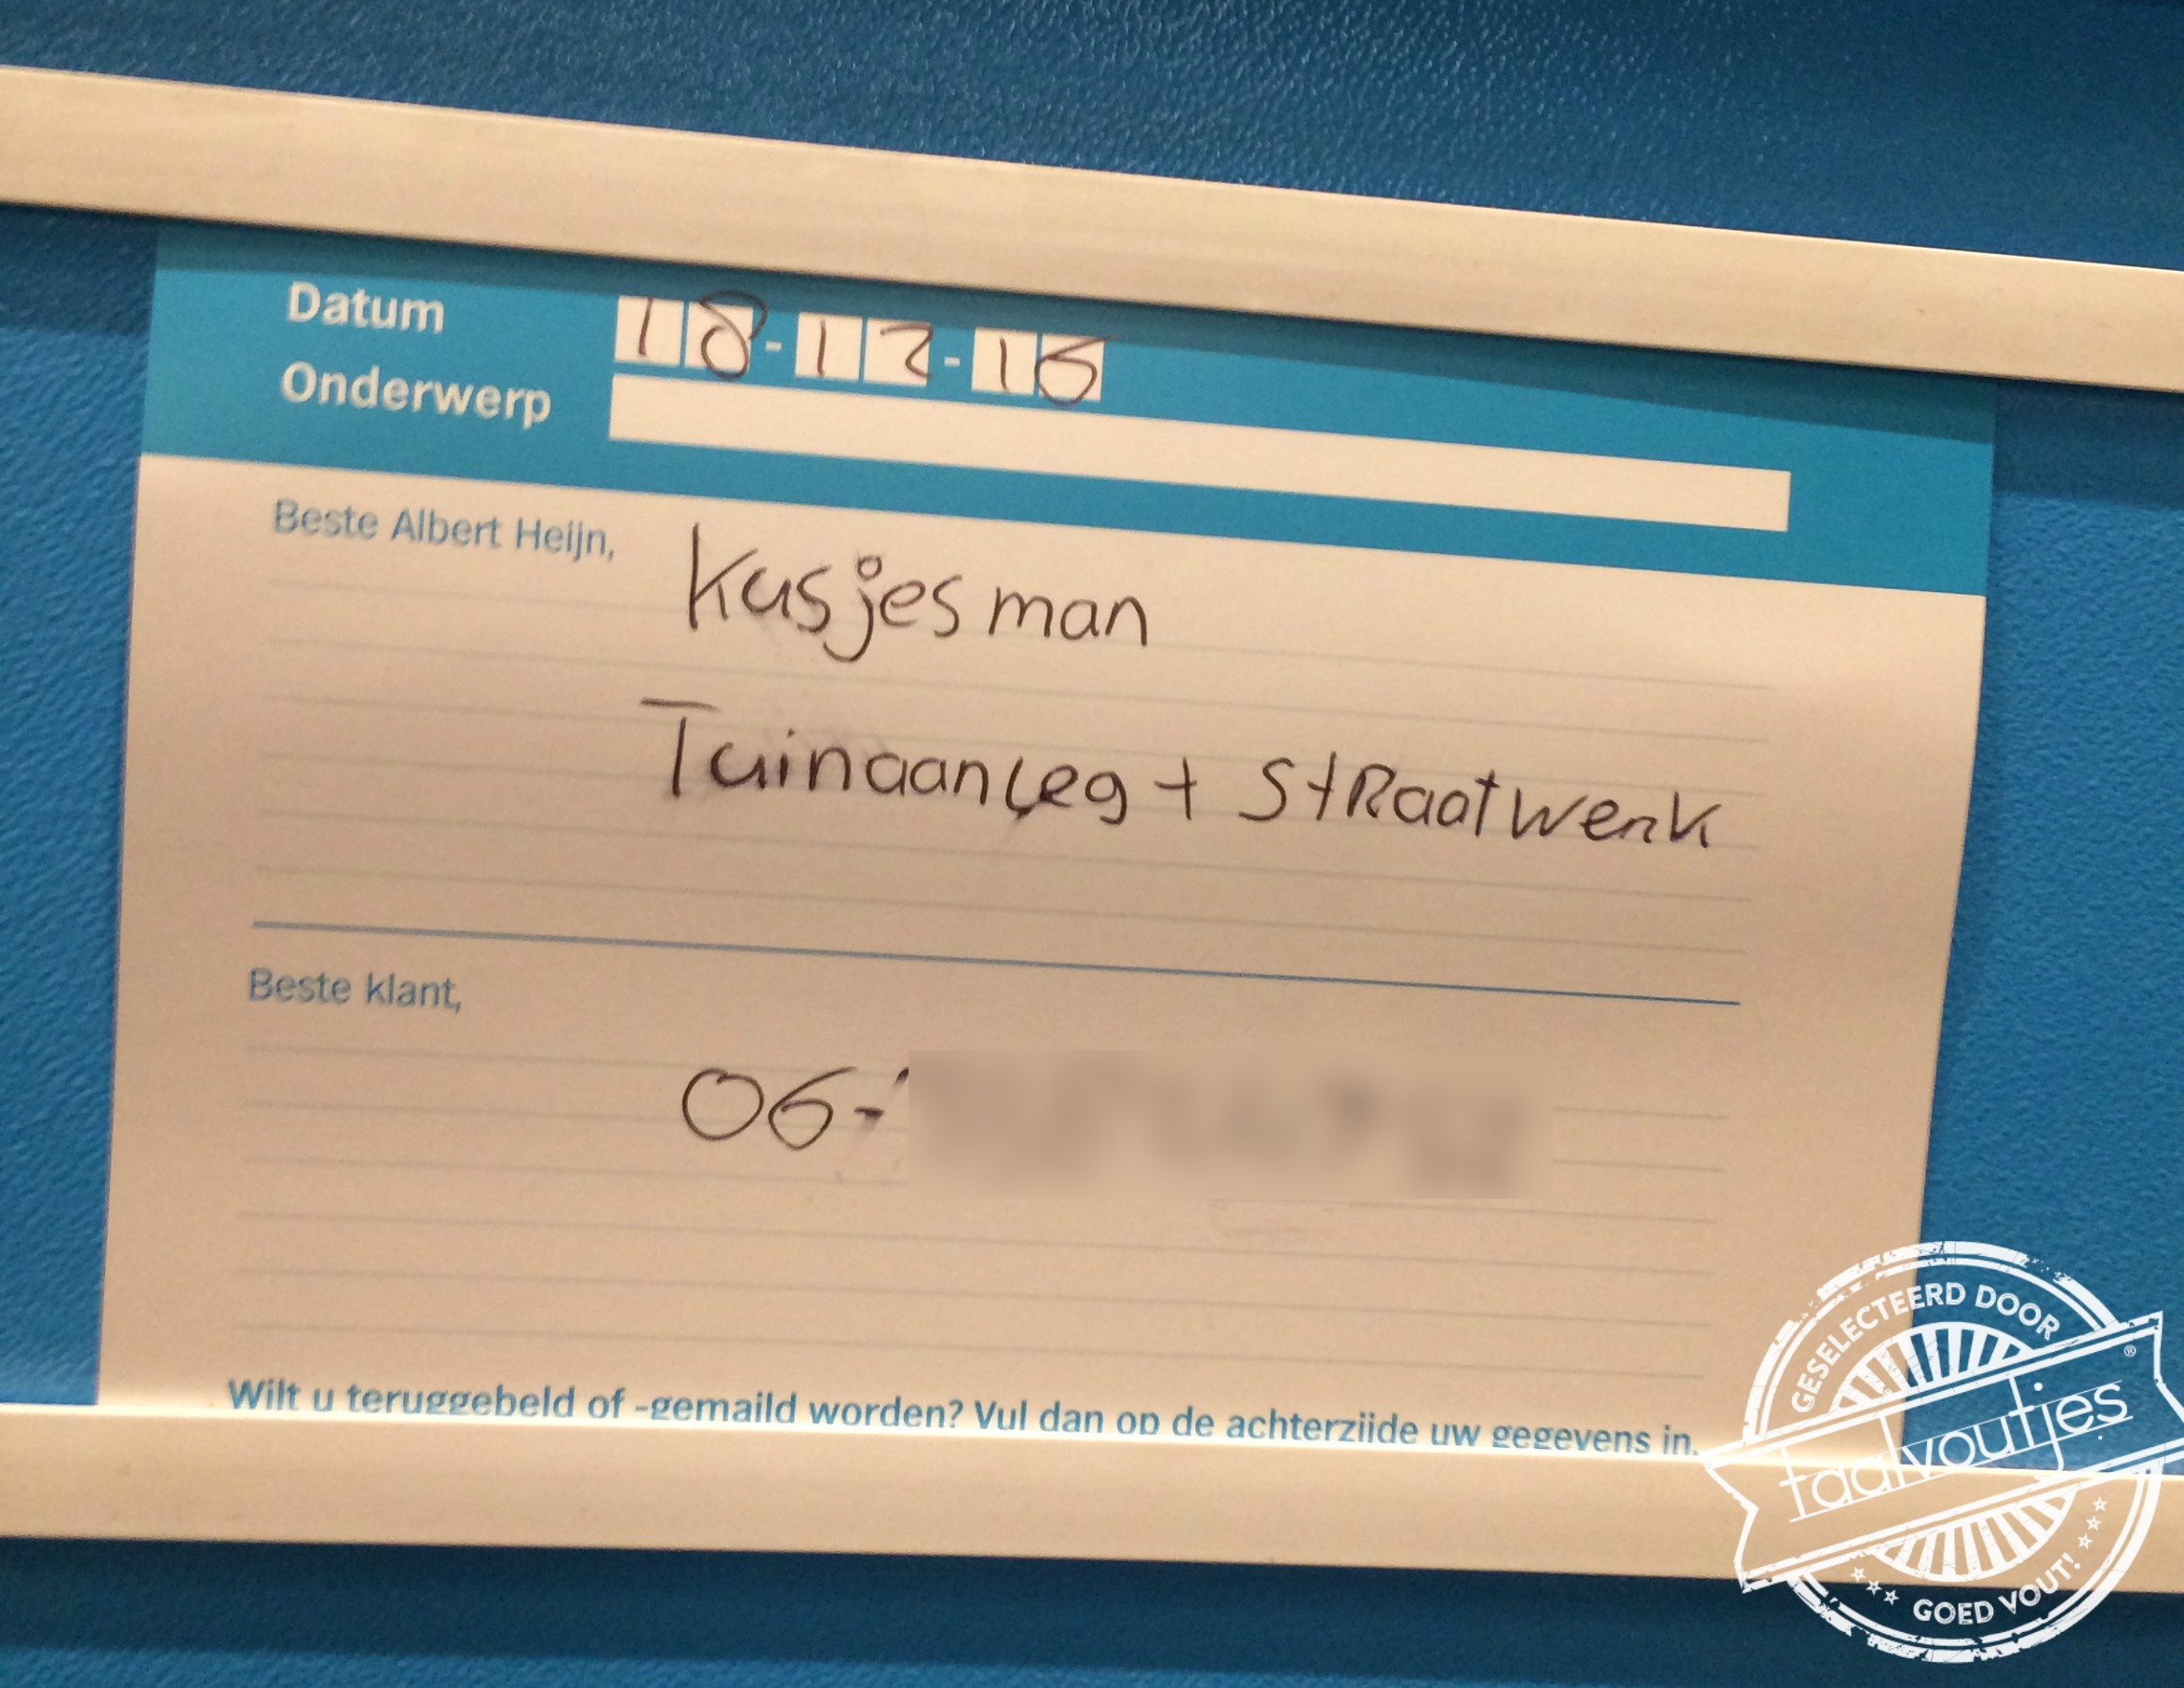 Datum 18-12-15
Onderwerp
Beste Albert Heijn, Kusjesman
Tuinaanleg + StRaatwerk
Beste klant,
06-
Wilt u teruggebeld of -gemaild worden? Vul dan op de achterzijde uw gegevens in.
GESELECTEERD DOOR
taalvoutjes®
GOED VOUT!